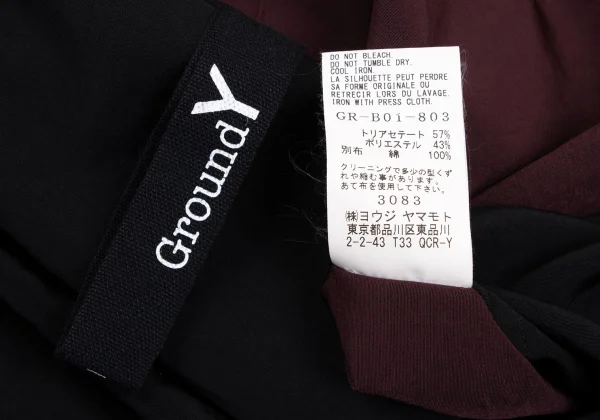 Ground Y
DO NOT BLEACH.
DO NOT TUMBLE DRY.
COOL IRON.
LA SILHOUETTE PEUT PERDRE
SA FORME ORIGINALE OU
RETRECIR LORS DU LAVAGE.
IRON WITH PRESS CLOTH.
GR-B01-803
トリアセテート 57%
ポリエステル 43%
別布 綿 100%
クリーニングで多少の型くず
れや縮む事があります。
あて布を使用して下さい。
3083
㈱ヨウジ ヤマモト
東京都品川区東品川
2-2-43 T33 QCR-Y